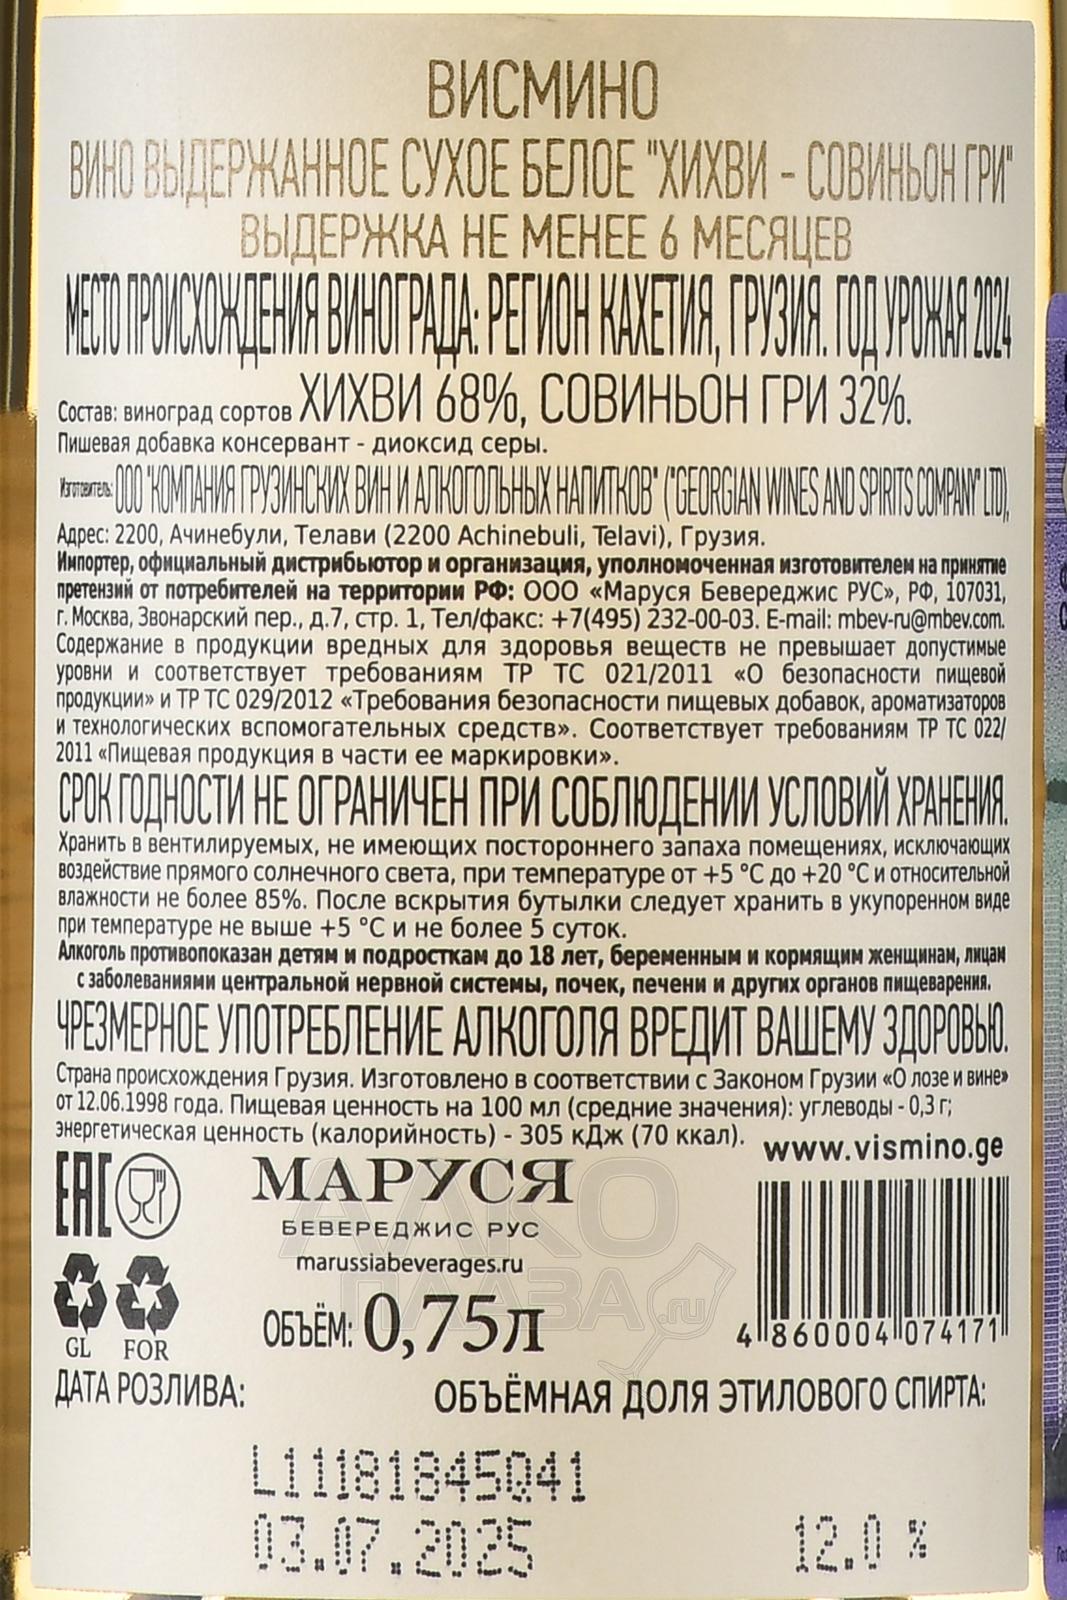 ВИСМИНО
ВИНО ВЫДЕРЖАННОЕ СУХОЕ БЕЛОЕ "ХИХВИ - СОВИНЬОН ГРИ"
ВЫДЕРЖКА НЕ МЕНЕЕ 6 МЕСЯЦЕВ
МЕСТО ПРОИСХОЖДЕНИЯ ВИНОГРАДА: РЕГИОН КАХЕТИЯ, ГРУЗИЯ. ГОД УРОЖАЯ 2024
Состав: виноград сортов ХИХВИ 68%, СОВИНЬОН ГРИ 32%.
Пишевая добавка консервант - диоксид серы.
Изготовитель: ООО "КОМПАНИЯ ГРУЗИНСКИХ ВИН И АЛКОГОЛЬНЫХ НАПИТКОВ" ("GEORGIAN WINES AND SPIRITS COMPANY" LTD),
Адрес: 2200, Ачинебули, Телави (2200 Achinebuli, Telavi), Грузия.
Импортер, официальный дистрибьютор и организация, уполномоченная изготовителем на принятие
претензий от потребителей на территории РФ: ООО «Маруся Бевереджис РУС», РФ, 107031,
г. Москва, Звонарский пер., д.7, стр. 1, Тел/факс: +7(495) 232-00-03. E-mail: mbev-ru@mbev.com.
Содержание в продукции вредных для здоровья веществ не превышает допустимые
уровни и соответствует требованиям ТР ТС 021/2011 «О безопасности пищевой
продукции» и ТР ТС 029/2012 «Требования безопасности пищевых добавок, ароматизаторов
и технологических вспомогательных средств». Соответствует требованиям ТР ТС 022/
2011 «Пищевая продукция в части ее маркировки».
СРОК ГОДНОСТИ НЕ ОГРАНИЧЕН ПРИ СОБЛЮДЕНИИ УСЛОВИЙ ХРАНЕНИЯ.
Хранить в вентилируемых, не имеющих постороннего запаха помещениях, исключающих
воздействие прямого солнечного света, при температуре от +5 °С до +20 °С и относительной
влажности не более 85%. После вскрытия бутылки следует хранить в укупоренном виде
при температуре не выше +5 °С и не более 5 суток.
Алкоголь противопоказан детям и подросткам до 18 лет, беременным и кормящим женщинам, лицам
с заболеваниями центральной нервной системы, почек, печени и других органов пищеварения.
ЧРЕЗМЕРНОЕ УПОТРЕБЛЕНИЕ АЛКОГОЛЯ ВРЕДИТ ВАШЕМУ ЗДОРОВЬЮ.
Страна происхождения Грузия. Изготовлено в соответствии с Законом Грузии «О лозе и вине»
от 12.06.1998 года. Пищевая ценность на 100 мл (средние значения): углеводы - 0,3 г;
энергетическая ценность (калорийность) - 305 кДж (70 ккал).
www.vismino.ge
EAC
МАРУСЯ
БЕВЕРЕДЖИС РУС
marussiabeverages.ru
АЛКО
ПЛАЗА.ru
GL FOR
ОБЪЁМ: 0,75л
4 860004 074171
ДАТА РОЗЛИВА:
ОБЪЁМНАЯ ДОЛЯ ЭТИЛОВОГО СПИРТА:
L11181845Q41
03.07.2025
12.0 %